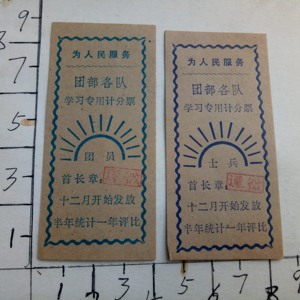 为人民服务
团部各队
学习专用计分票
团员
首长章:
十二月开始发放
半年统计一年评比
为人民服务
团部各队
学习专用计分票
士兵
首长章:
十二月开始发放
半年统计一年评比